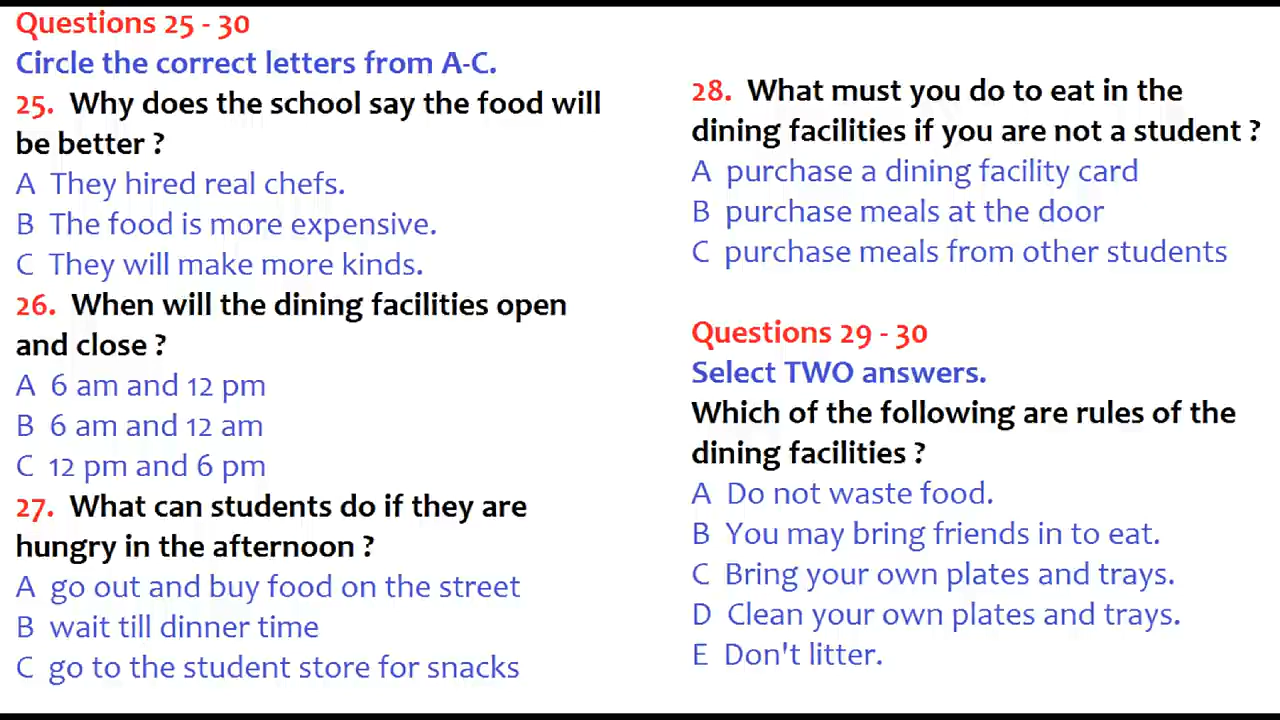 Questions 25 - 30
Circle the correct letters from A-C.
25. Why does the school say the food will
be better ?
A They hired real chefs.
B The food is more expensive.
C They will make more kinds.
26. When will the dining facilities open
and close ?
A 6 am and 12 pm
B 6 am and 12 am
C 12 pm and 6 pm
27. What can students do if they are
hungry in the afternoon ?
A go out and buy food on the street
B wait till dinner time
C go to the student store for snacks
28. What must you do to eat in the
dining facilities if you are not a student ?
A purchase a dining facility card
B purchase meals at the door
C purchase meals from other students
Questions 29 - 30
Select TWO answers.
Which of the following are rules of the
dining facilities ?
A Do not waste food.
B You may bring friends in to eat.
C Bring your own plates and trays.
D Clean your own plates and trays.
E Don't litter.